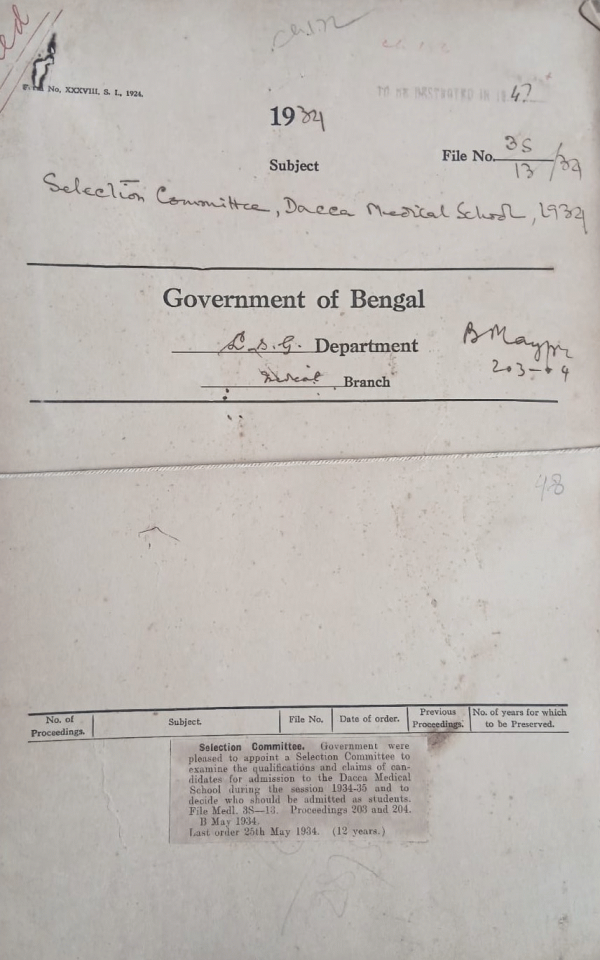 No. XXXVIII. S. L., 1924.
TO BE DESTROYED IN 1947
1934
File No. 3S/13/34
Subject
Selection Committee, Dacca Medical School, 1934
Government of Bengal
L.S.G. Department
Medical Branch
B May
203-04
48
No. of Proceedings.
Subject.
File No.
Date of order.
Previous Proceedings.
No. of years for which to be Preserved.
Selection Committee. Government were
pleased to appoint a Selection Committee to
examine the qualifications and claims of can-
didates for admission to the Dacca Medical
School during the session 1934-35 and to
decide who should be admitted as students.
File Medl. 3S—13. Proceedings 203 and 204.
B May 1934.
Last order 25th May 1934. (12 years.)